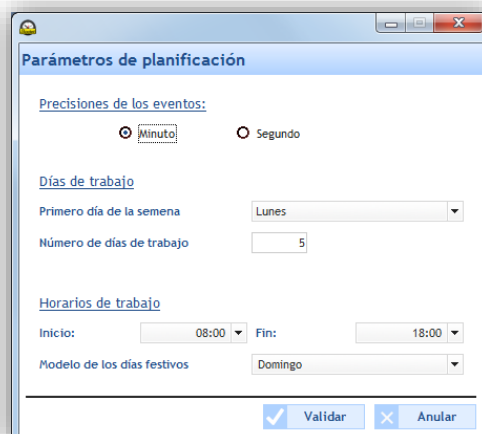 Parámetros de planificación
Precisiones de los eventos:
Minuto Segundo
Días de trabajo
Primero día de la semena Lunes
Número de días de trabajo 5
Horarios de trabajo
Inicio: 08:00 Fin: 18:00
Modelo de los días festivos Domingo
Validar Anular